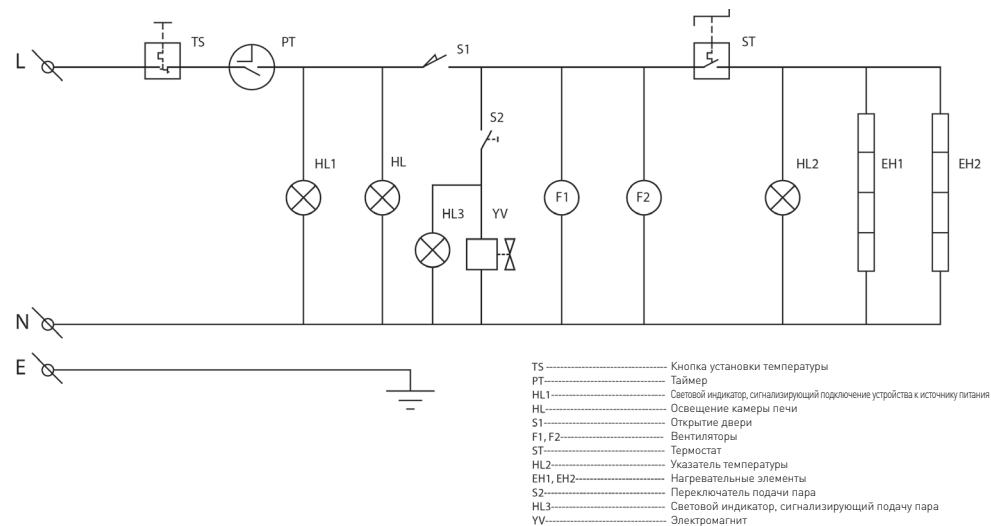 TS
PT
S1
ST
L
S2
HL1
HL
HL2
EH1
EH2
F1
F2
HL3
YV
N
E
TS Кнопка установки температуры
PT Таймер
HL1 Световой индикатор, сигнализирующий подключение устройства к источнику питания
HL Освещение камеры печи
S1 Открытие двери
F1, F2 Вентиляторы
ST Термостат
HL2 Указатель температуры
EH1, EH2 Нагревательные элементы
S2 Переключатель подачи пара
HL3 Световой индикатор, сигнализирующий подачу пара
YV Электромагнит